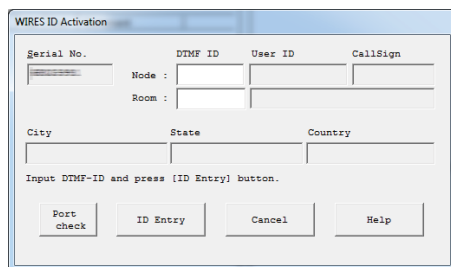 WIRES ID Activation
Serial No. DTMF ID User ID CallSign
Node :
Room :
City State Country
Input DTMF-ID and press [ID Entry] button.
Port check ID Entry Cancel Help